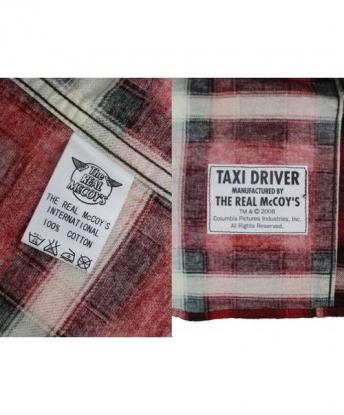 The
REAL
McCOY'S
THE REAL McCOY'S
INTERNATIONAL
100% COTTON
TAXI DRIVER
MANUFACTURED BY
THE REAL McCOY'S
TM & © 2008
Columbia Pictures Industries, Inc.
All Rights Reserved.